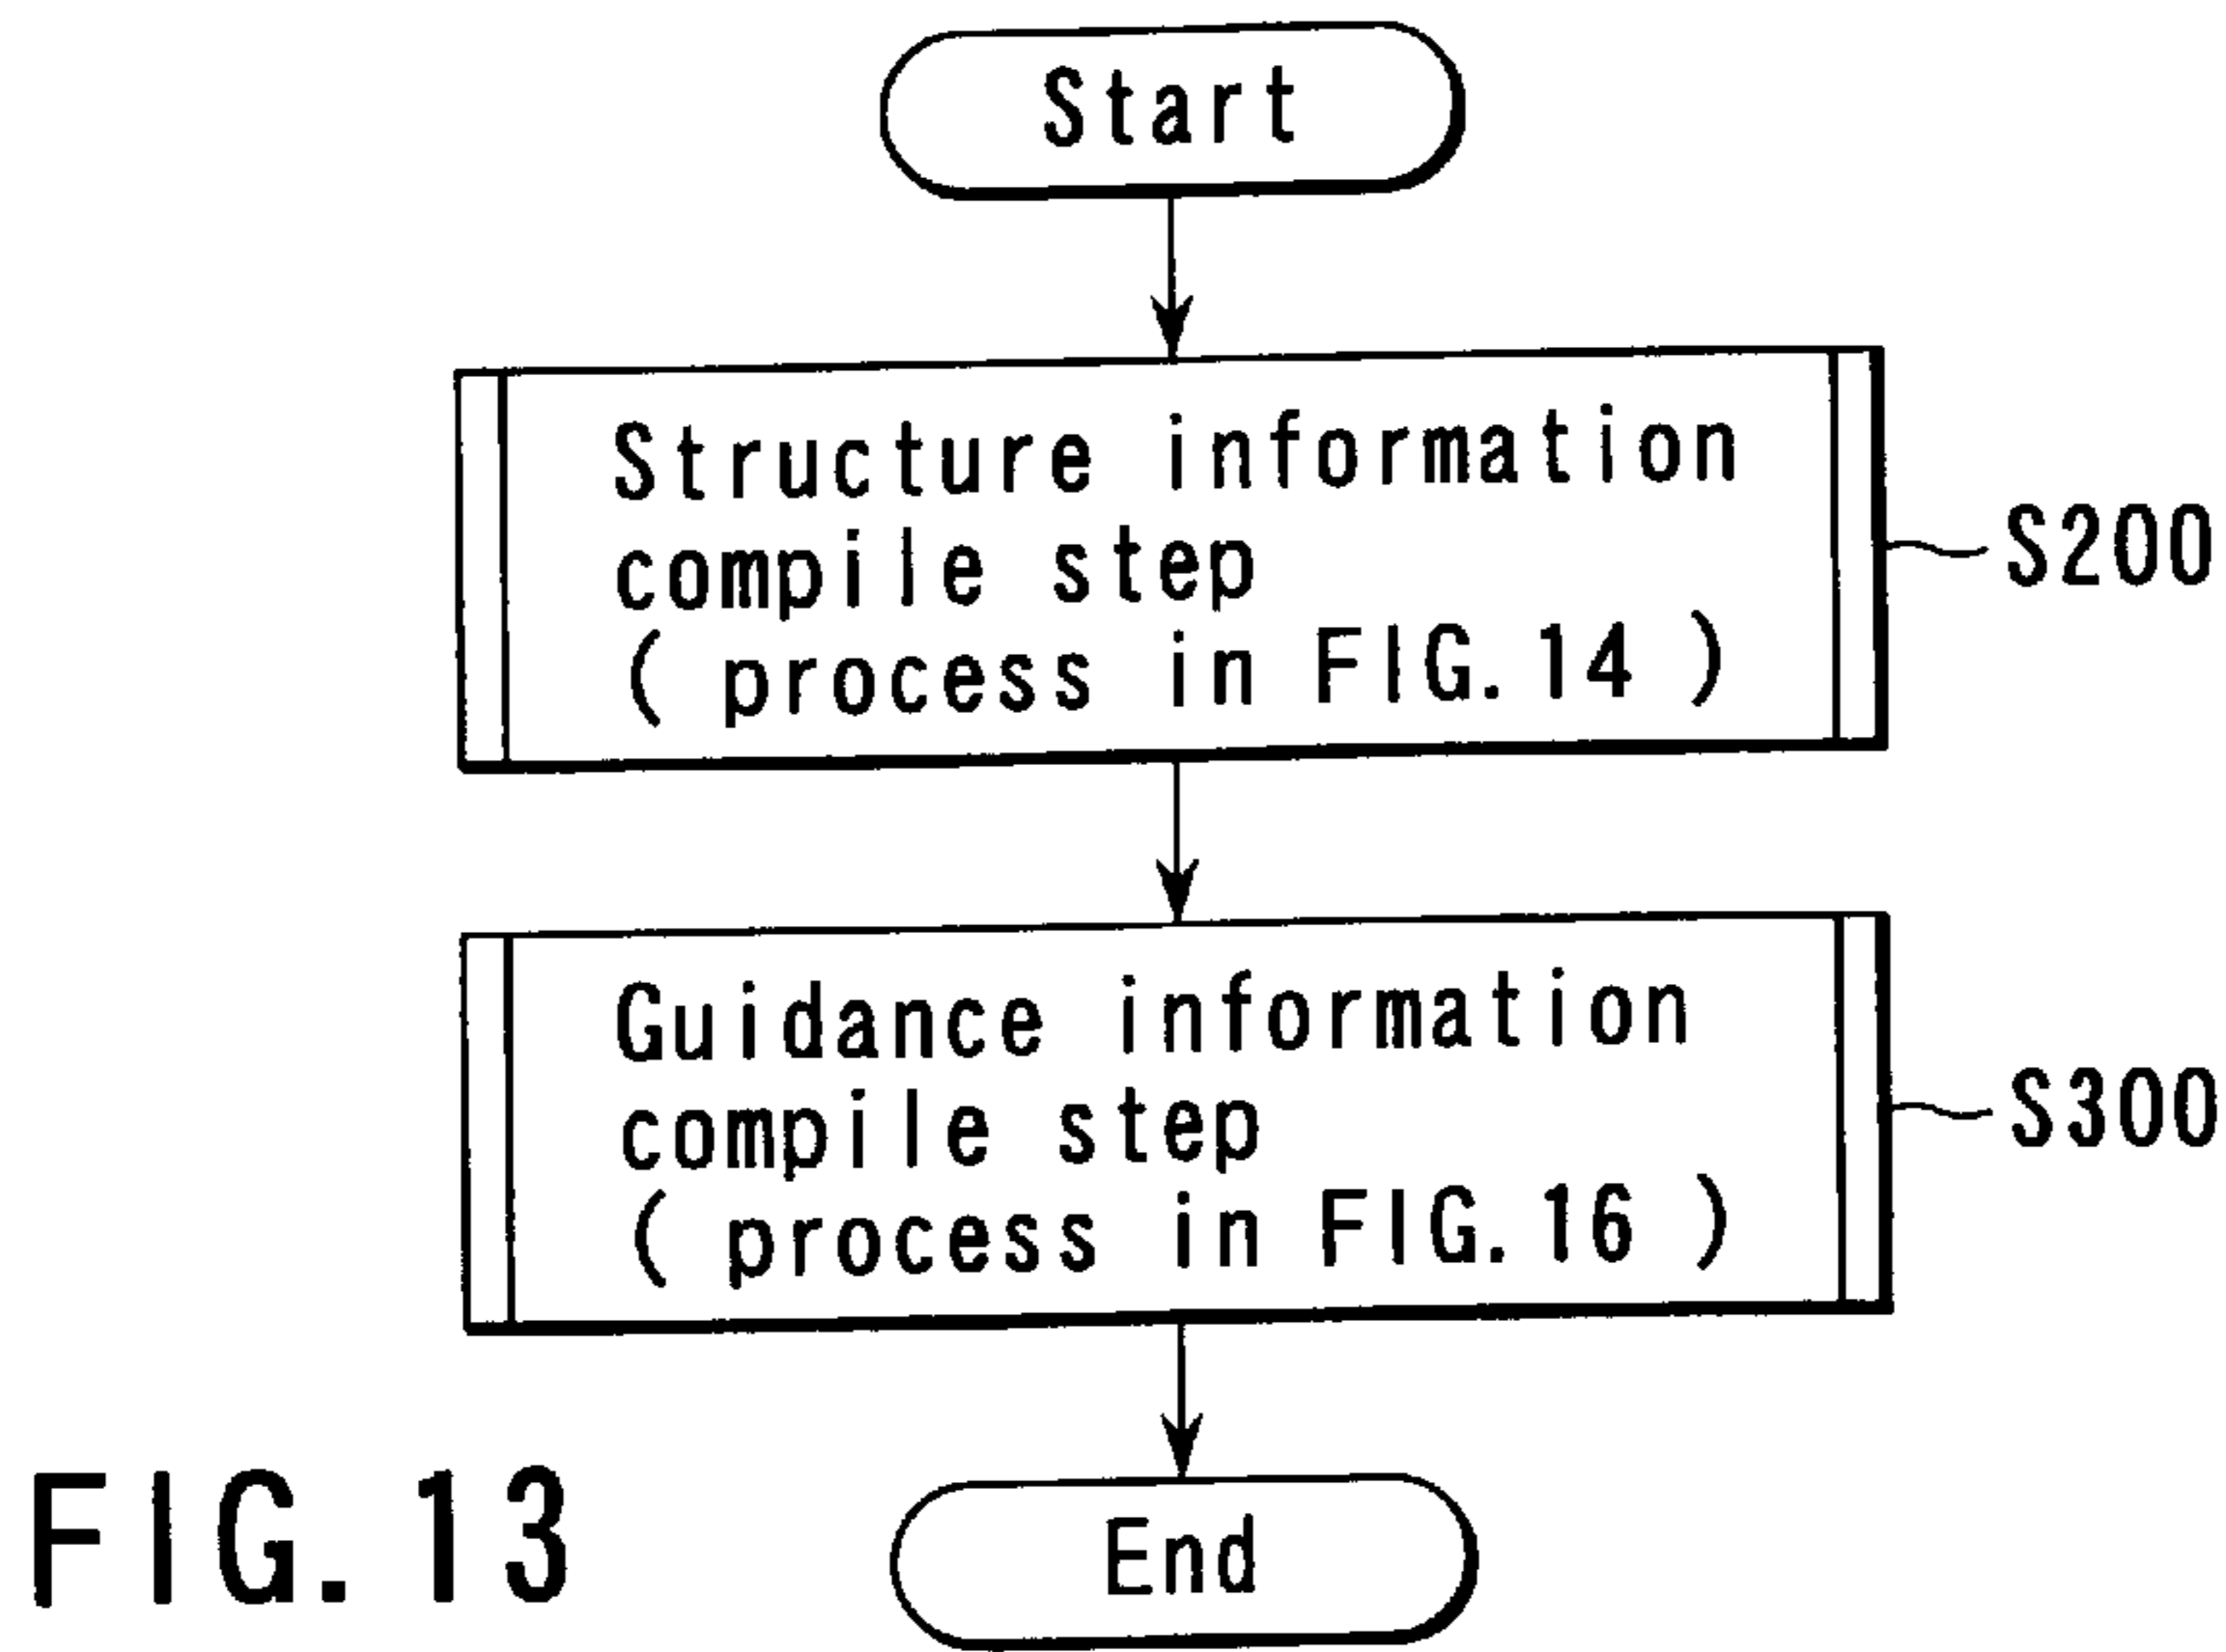 Start
Structure information
compile step
( process in FIG. 14 )
S200
Guidance information
compile step
( process in FIG. 16 )
S300
End
FIG. 13